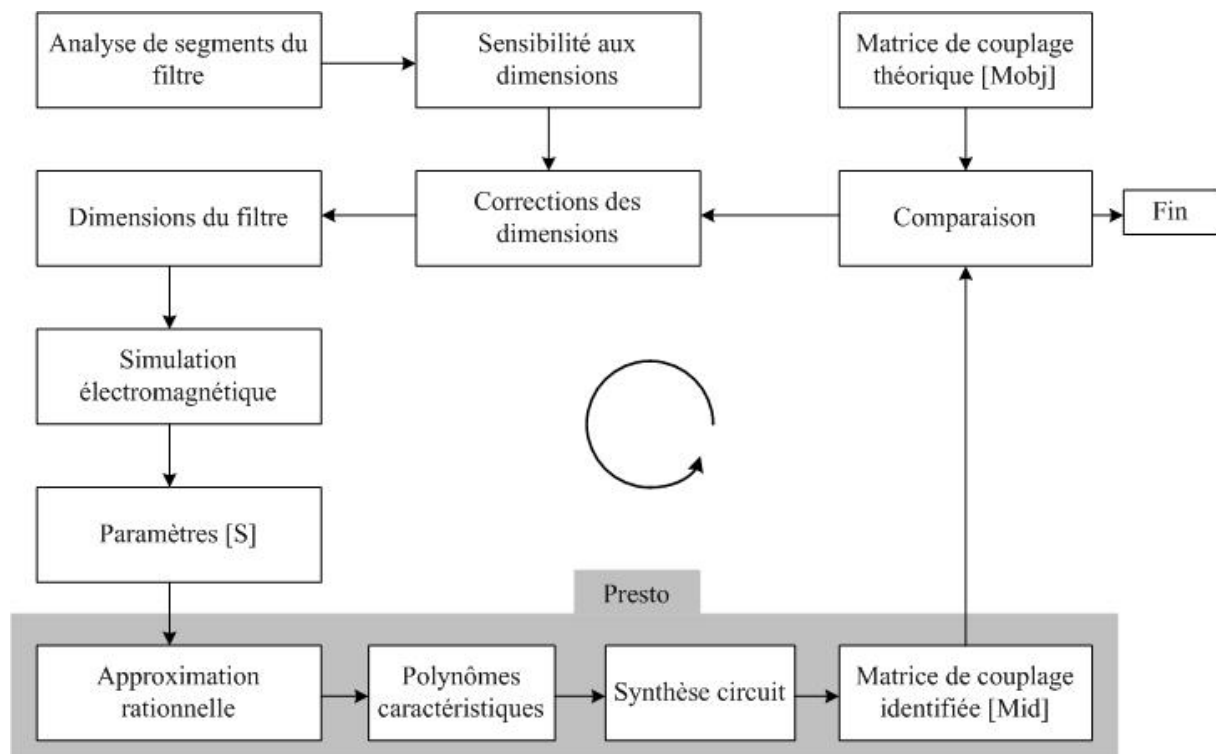 Analyse de segments du
filtre
Sensibilité aux
dimensions
Matrice de couplage
théorique [Mobj]
Dimensions du filtre
Corrections des
dimensions
Comparaison
Fin
Simulation
électromagnétique
Paramètres [S]
Presto
Approximation
rationnelle
Polynômes
caractéristiques
Synthèse circuit
Matrice de couplage
identifiée [Mid]